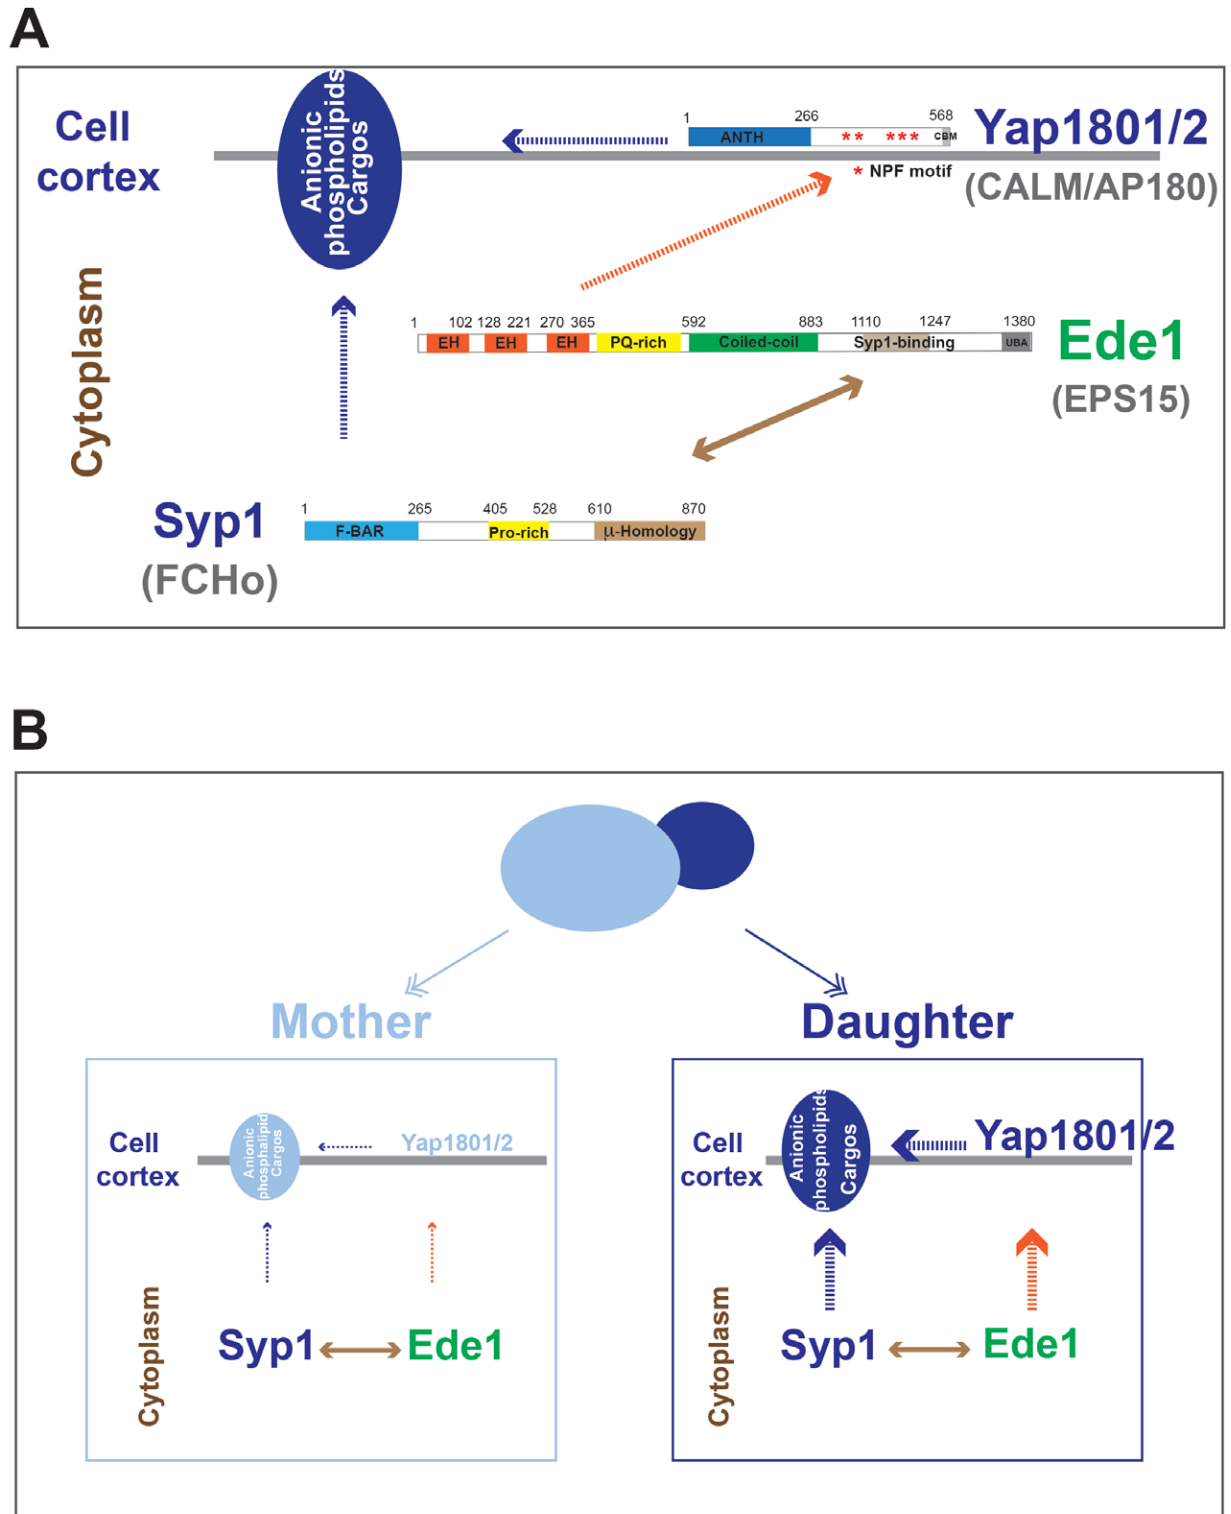 A
Cell
cortex
Anionic
phospholipids
Cargos
1 266 568
ANTH ** *** CBM
* NPF motif
Yap1801/2
(CALM/AP180)
Cytoplasm
1 102 128 221 270 365 592 883 1110 1247 1380
EH EH EH PQ-rich Coiled-coil Syp1-binding UBA
Ede1
(EPS15)
Syp1
(FCHo)
1 265 405 528 610 870
F-BAR Pro-rich µ-Homology
B
Mother
Daughter
Cell
cortex
Anionic
phosphalipid
Cargos
Yap1801/2
Cytoplasm
Syp1
Ede1
Cell
cortex
Anionic
phospholipids
Cargos
Yap1801/2
Cytoplasm
Syp1
Ede1